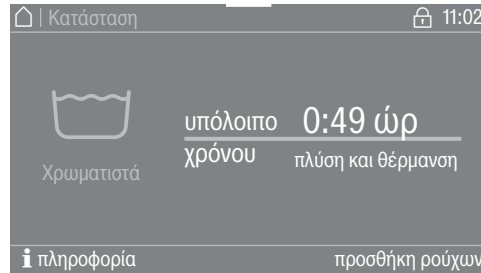 | Κατάσταση 11:02
υπόλοιπο 0:49 ώρ
χρόνου πλύση και θέρμανση
Χρωματιστά
i πληροφορία προσθήκη ρούχων